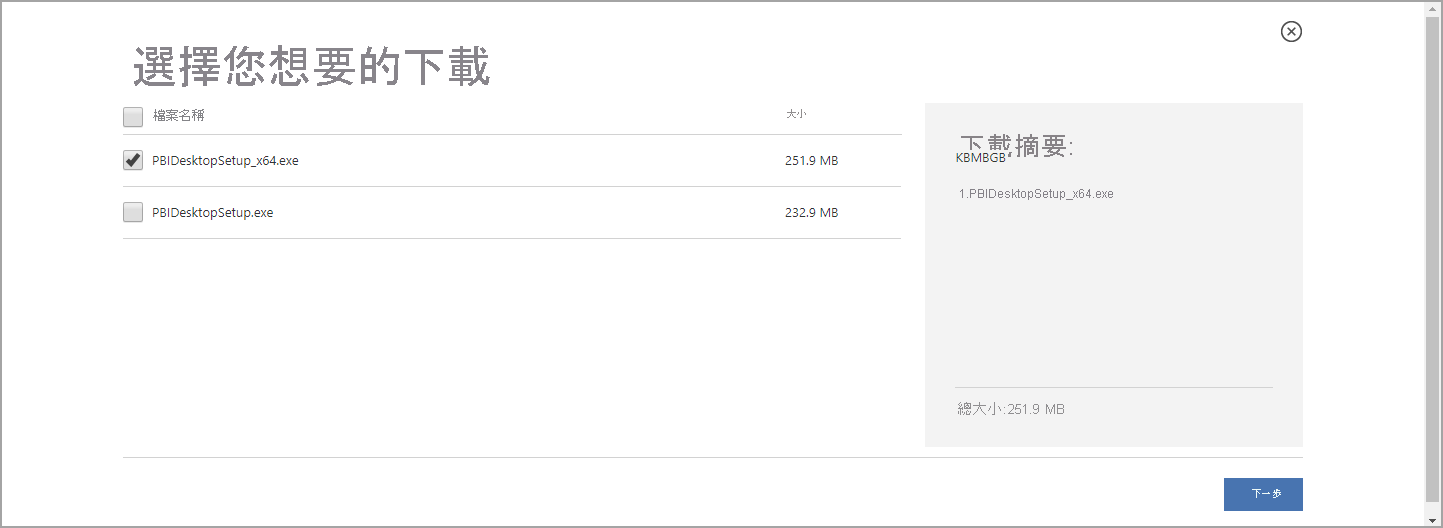 選擇您想要的下載
檔案名稱 大小
PBIDesktopSetup_x64.exe 251.9 MB
PBIDesktopSetup.exe 232.9 MB
下載摘要:
KBMBGB
1.PBIDesktopSetup_x64.exe
總大小:251.9 MB
下一步